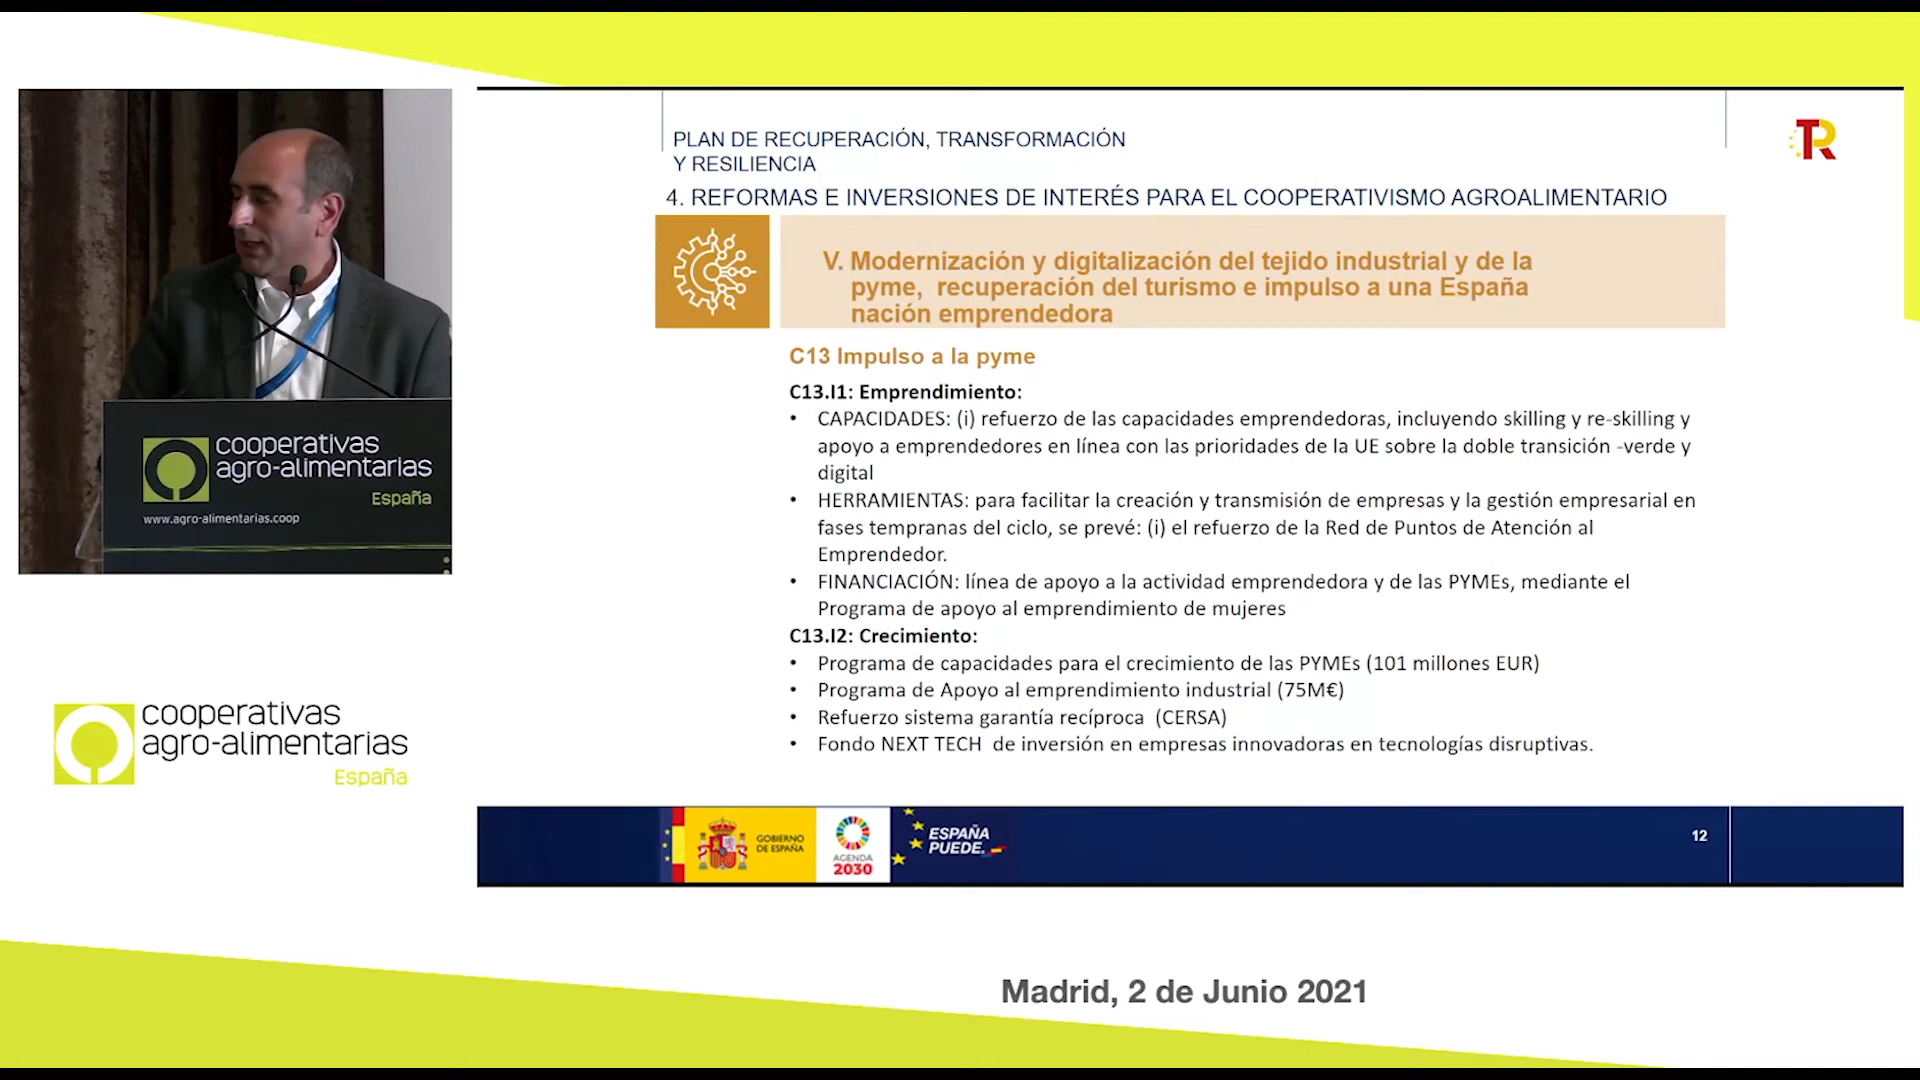 PLAN DE RECUPERACIÓN, TRANSFORMACIÓN
Y RESILIENCIA
TR
4. REFORMAS E INVERSIONES DE INTERÉS PARA EL COOPERATIVISMO AGROALIMENTARIO
V. Modernización y digitalización del tejido industrial y de la
pyme, recuperación del turismo e impulso a una España
nación emprendedora
C13 Impulso a la pyme
C13.I1: Emprendimiento:
• CAPACIDADES: (i) refuerzo de las capacidades emprendedoras, incluyendo skilling y re-skilling y
apoyo a emprendedores en línea con las prioridades de la UE sobre la doble transición -verde y
digital
• HERRAMIENTAS: para facilitar la creación y transmisión de empresas y la gestión empresarial en
fases tempranas del ciclo, se prevé: (i) el refuerzo de la Red de Puntos de Atención al
Emprendedor.
• FINANCIACIÓN: línea de apoyo a la actividad emprendedora y de las PYMEs, mediante el
Programa de apoyo al emprendimiento de mujeres
C13.I2: Crecimiento:
• Programa de capacidades para el crecimiento de las PYMEs (101 millones EUR)
• Programa de Apoyo al emprendimiento industrial (75M€)
• Refuerzo sistema garantía recíproca (CERSA)
• Fondo NEXT TECH de inversión en empresas innovadoras en tecnologías disruptivas.
GOBIERNO
DE ESPAÑA
AGENDA
2030
ESPAÑA
PUEDE.
12
cooperativas
agro-alimentarias
España
www.agro-alimentarias.coop
cooperativas
agro-alimentarias
España
Madrid, 2 de Junio 2021